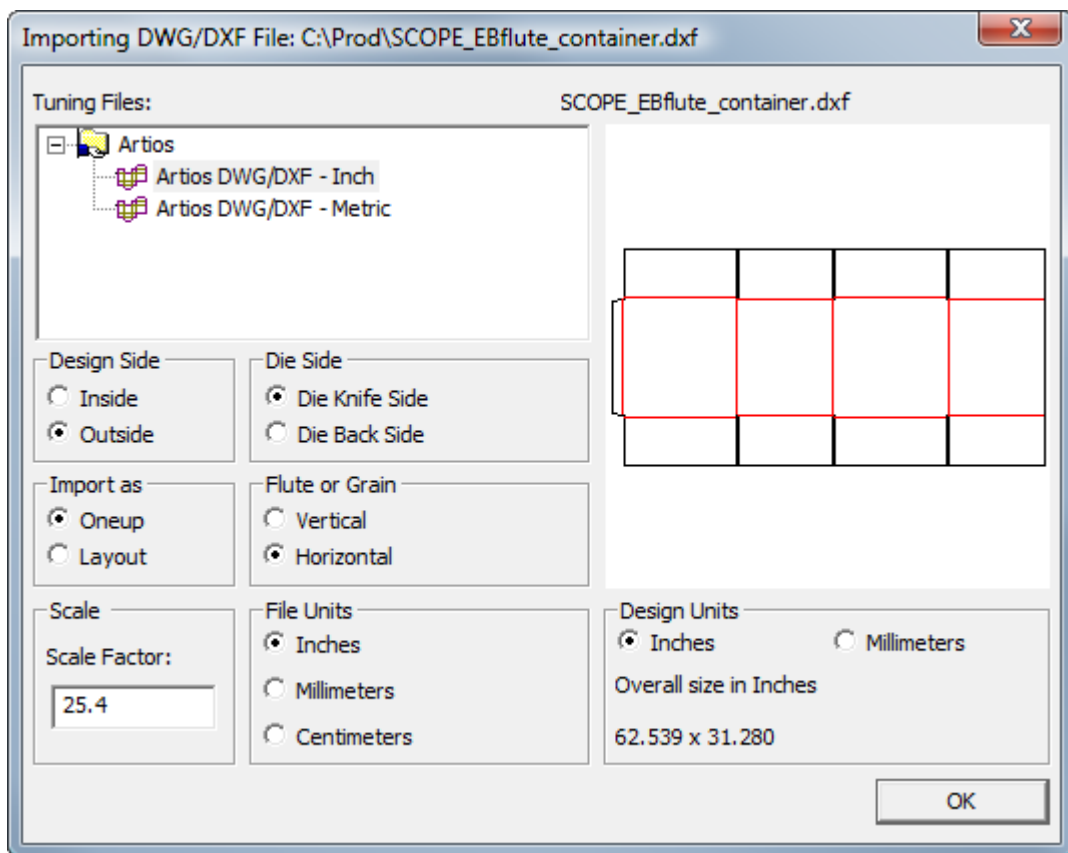 Importing DWG/DXF File: C:\Prod\SCOPE_EBflute_container.dxf
Tuning Files:
SCOPE_EBflute_container.dxf
Artios
Artios DWG/DXF - Inch
Artios DWG/DXF - Metric
Design Side
Inside
Outside
Die Side
Die Knife Side
Die Back Side
Import as
Oneup
Layout
Flute or Grain
Vertical
Horizontal
Scale
Scale Factor:
25.4
File Units
Inches
Millimeters
Centimeters
Design Units
Inches
Millimeters
Overall size in Inches
62.539 x 31.280
OK